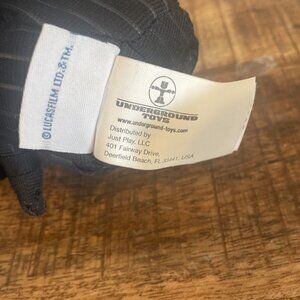 ©LUCASFILM LTD.&TM.
UNDERGROUND
TOYS
www.underground-toys.com
Distributed by
Just Play, LLC
401 Fairway Drive,
Deerfield Beach, FL 33441, USA